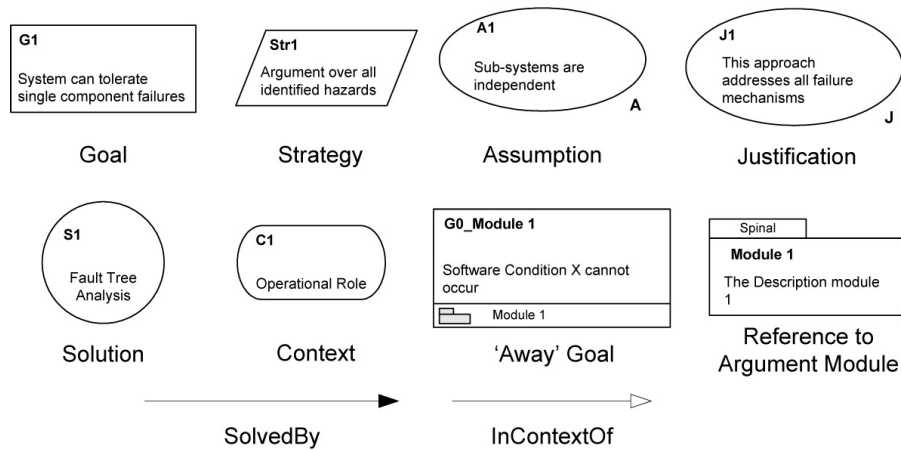 G1
System can tolerate
single component failures
Goal
Str1
Argument over all
identified hazards
Strategy
A1
Sub-systems are
independent
A
Assumption
J1
This approach
addresses all failure
mechanisms
J
Justification
S1
Fault Tree
Analysis
Solution
C1
Operational Role
Context
G0_Module 1
Software Condition X cannot
occur
Module 1
‘Away’ Goal
Spinal
Module 1
The Description module
1
Reference to
Argument Module
SolvedBy
InContextOf